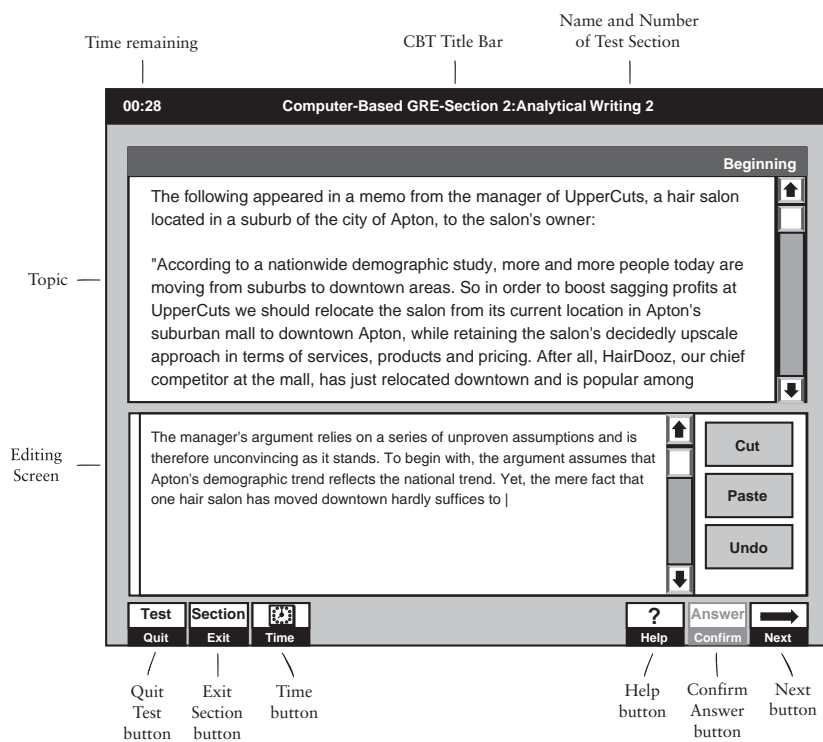 Name and Number
Time remaining CBT Title Bar of Test Section
00:28 Computer-Based GRE-Section 2:Analytical Writing 2
Beginning
The following appeared in a memo from the manager of UpperCuts, a hair salon
located in a suburb of the city of Apton, to the salon's owner:
"According to a nationwide demographic study, more and more people today are
moving from suburbs to downtown areas. So in order to boost sagging profits at
UpperCuts we should relocate the salon from its current location in Apton's
suburban mall to downtown Apton, while retaining the salon's decidedly upscale
approach in terms of services, products and pricing. After all, HairDooz, our chief
competitor at the mall, has just relocated downtown and is popular among
Topic
The manager's argument relies on a series of unproven assumptions and is
therefore unconvincing as it stands. To begin with, the argument assumes that
Apton's demographic trend reflects the national trend. Yet, the mere fact that
one hair salon has moved downtown hardly suffices to |
Editing
Screen
Cut
Paste
Undo
Test Section ? Answer
Quit Exit Time Help Confirm Next
Quit Exit Time Help Confirm Next
Test Section button button Answer button
button button button